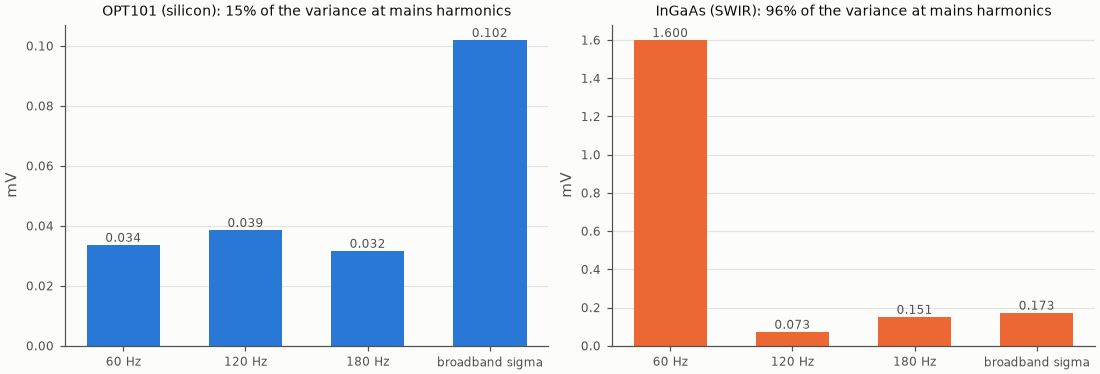 OPT101 (silicon): 15% of the variance at mains harmonics
mV
0.10
0.08
0.06
0.04
0.02
0.00
0.034
0.039
0.032
0.102
60 Hz
120 Hz
180 Hz
broadband sigma
InGaAs (SWIR): 96% of the variance at mains harmonics
mV
1.6
1.4
1.2
1.0
0.8
0.6
0.4
0.2
0.0
1.600
0.073
0.151
0.173
60 Hz
120 Hz
180 Hz
broadband sigma